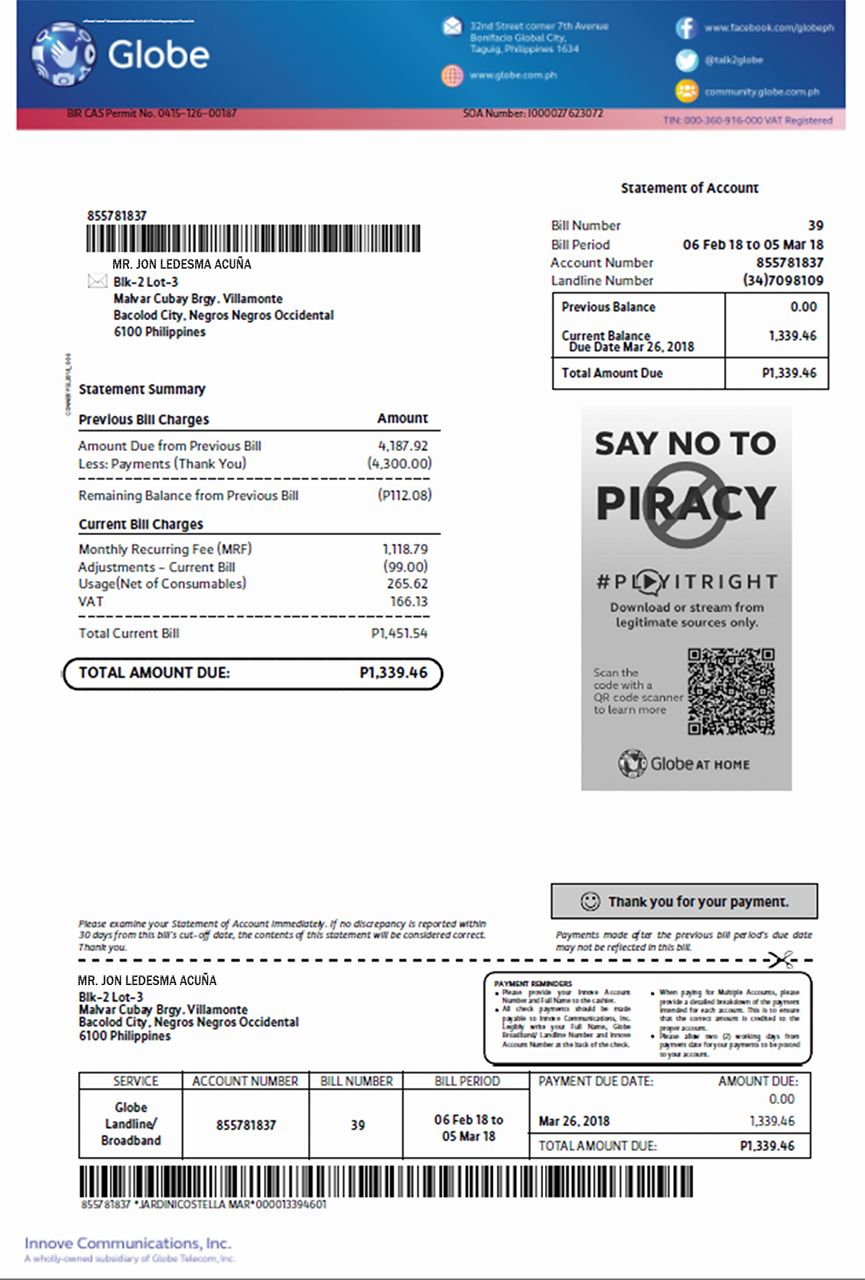 Globe
32nd Street corner 7th Avenue
Bonifacio Global City,
Taguig, Philippines 1634
www.globe.com.ph
www.facebook.com/globeph
@talk2globe
community.globe.com.ph
BIR CAS Permit No. 0415-126-00187
SOA Number: I000027623072
TIN: 000-360-916-000 VAT Registered
Statement of Account
855781837
MR. JON LEDESMA ACUÑA
Blk-2 Lot-3
Malvar Cubay Brgy. Villamonte
Bacolod City, Negros Negros Occidental
6100 Philippines
Bill Number 39
Bill Period 06 Feb 18 to 05 Mar 18
Account Number 855781837
Landline Number (34)7098109
Previous Balance 0.00
Current Balance 1,339.46
Due Date Mar 26, 2018
Total Amount Due P1,339.46
Statement Summary
Previous Bill Charges Amount
Amount Due from Previous Bill 4,187.92
Less: Payments (Thank You) (4,300.00)
Remaining Balance from Previous Bill (P112.08)
Current Bill Charges
Monthly Recurring Fee (MRF) 1,118.79
Adjustments - Current Bill (99.00)
Usage(Net of Consumables) 265.62
VAT 166.13
Total Current Bill P1,451.54
TOTAL AMOUNT DUE: P1,339.46
SAY NO TO
PIRACY
#PLAYITRIGHT
Download or stream from
legitimate sources only.
Scan the
code with a
QR code scanner
to learn more
Globe AT HOME
Thank you for your payment.
Please examine your Statement of Account immediately. If no discrepancy is reported within
30 days from this bill's cut-off date, the contents of this statement will be considered correct.
Thank you.
Payments made after the previous bill period's due date
may not be reflected in this bill.
MR. JON LEDESMA ACUÑA
Blk-2 Lot-3
Malvar Cubay Brgy. Villamonte
Bacolod City, Negros Negros Occidental
6100 Philippines
PAYMENT REMINDERS
• Please provide your Innove Account
Number and Full Name to the cashier.
• All check payments should be made
payable to Innove Communications, Inc.
Legibly write your Full Name, Globe
Broadband/ Landline Number and Innove
Account Number at the back of the check.
• When paying for Multiple Accounts, please
provide a detailed breakdown of the payment
intended for each account. This is to ensure
that the correct amount is credited to the
proper account.
• Please allow two (2) working days from
payment date for your payments to be posted
to your account.
SERVICE ACCOUNT NUMBER BILL NUMBER BILL PERIOD PAYMENT DUE DATE: AMOUNT DUE:
0.00
Globe
Landline/
Broadband
855781837
39
06 Feb 18 to
05 Mar 18
Mar 26, 2018 1,339.46
TOTAL AMOUNT DUE: P1,339.46
855781837 *JARDINICOSTELLA MAR*000013394601
Innove Communications, Inc.
A wholly-owned subsidiary of Globe Telecom, Inc.